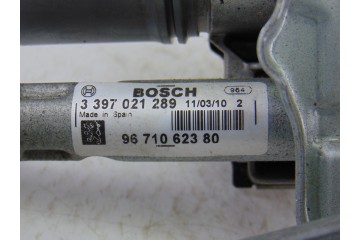 BOSCH 964
3 397 021 289 11/03/10 2
Made in Spain
96 710 623 80